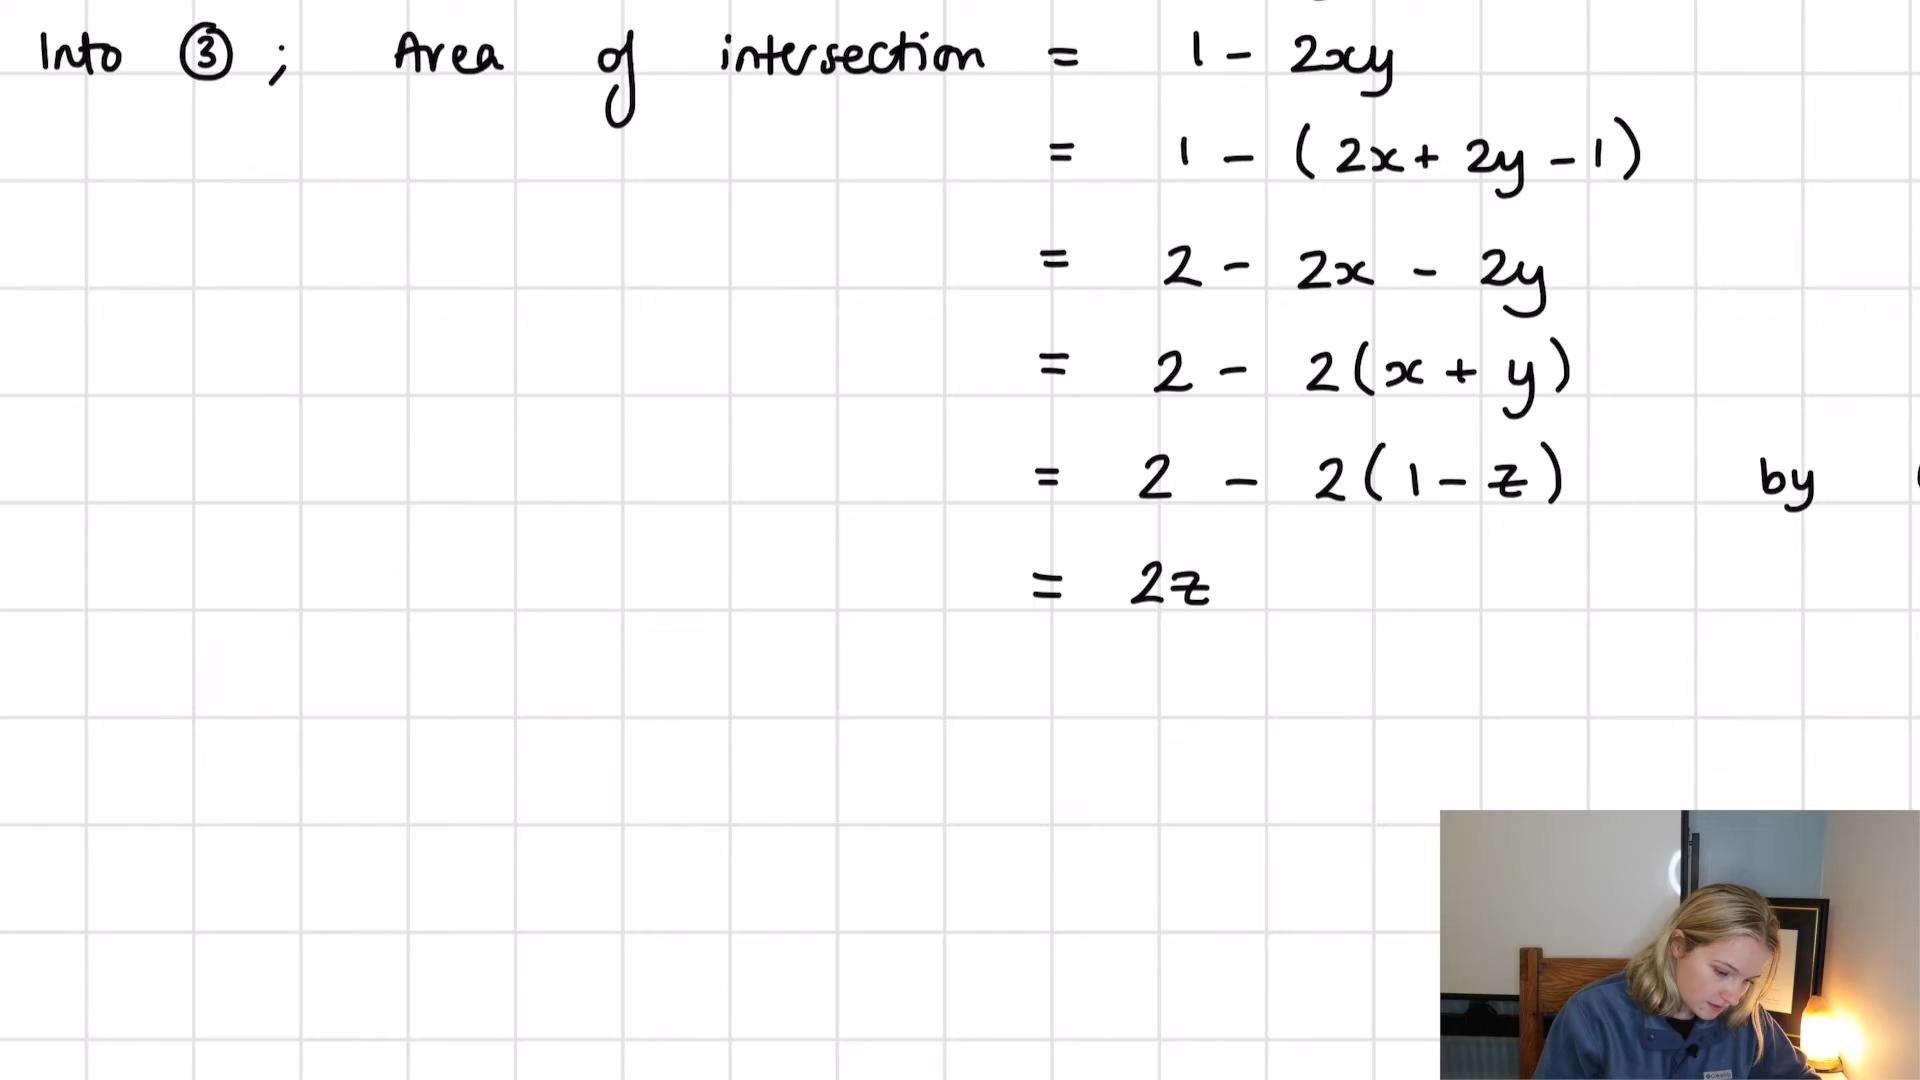 Into ③ ; Area of intersection = 1 - 2xy
= 1 - ( 2x + 2y - 1 )
= 2 - 2x - 2y
= 2 - 2(x + y)
= 2 - 2(1 - z) by
= 2z